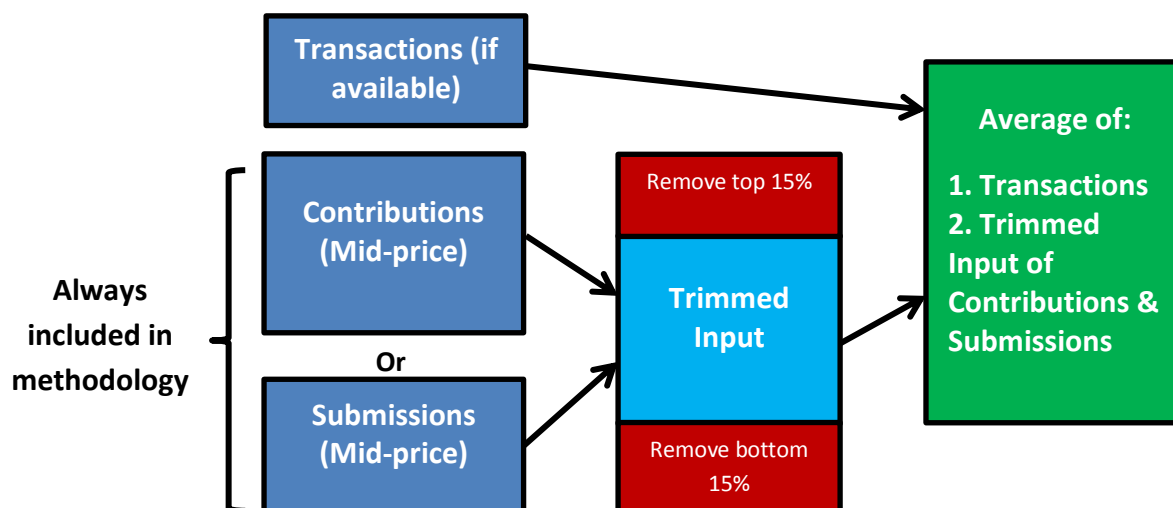 Transactions (if
available)
Always
included in
methodology
Contributions
(Mid-price)
Or
Submissions
(Mid-price)
Remove top 15%
Trimmed
Input
Remove bottom
15%
Average of:
1. Transactions
2. Trimmed
Input of
Contributions &
Submissions